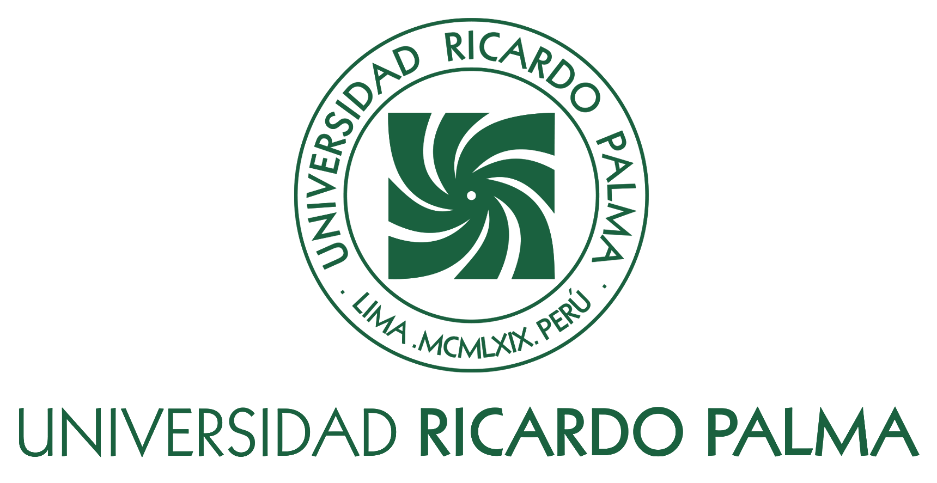 UNIVERSIDAD RICARDO PALMA
. LIMA .MCMLXIX. PERÚ .
UNIVERSIDAD RICARDO PALMA